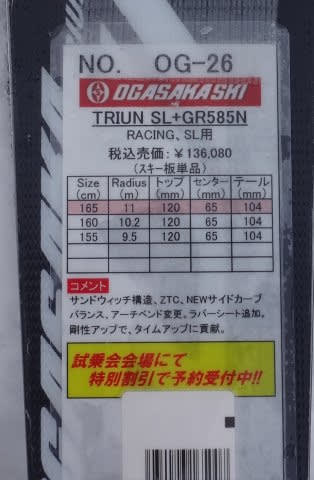 NO. OG-26
OGASAKA SKI
TRIUN SL+GR585N
RACING、SL用
税込売価：￥136,080
（スキー板単品）
Size (cm) Radius (m) トップ (mm) センター (mm) テール (mm)
165 11 120 65 104
160 10.2 120 65 104
155 9.5 120 65 104
コメント
サンドウィッチ構造、ZTC、NEWサイドカーブ
バランス、アーチベンド変更。ラバーシート追加。
剛性アップで、タイムアップに貢献。
試乗会会場にて
特別割引で予約受付中!!